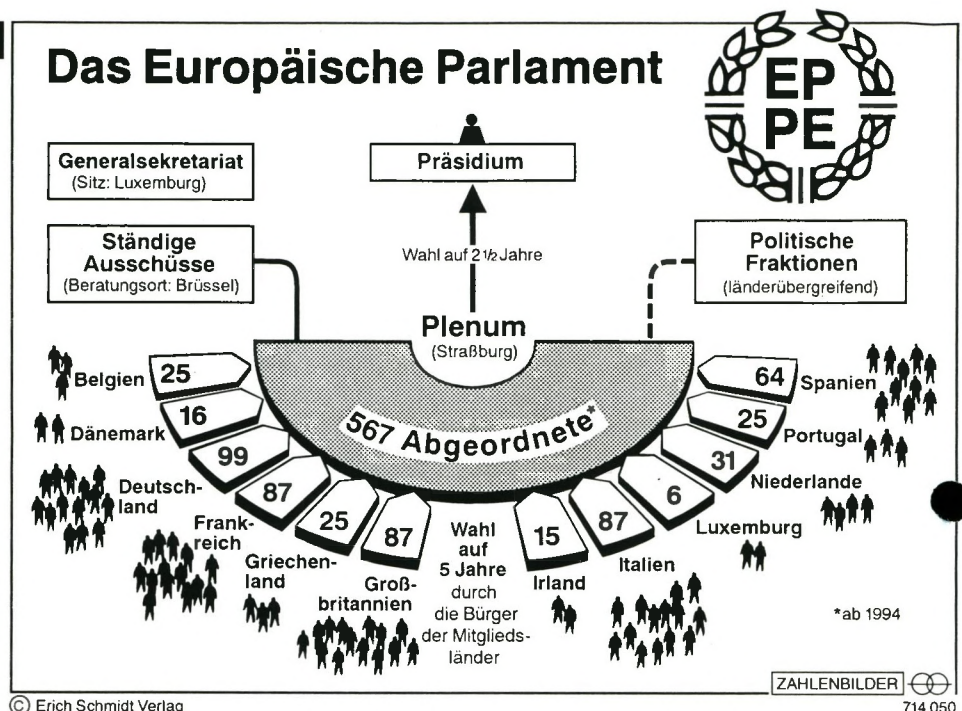 Das Europäische Parlament
EP
PE
Generalsekretariat
(Sitz: Luxemburg)
Präsidium
Ständige
Ausschüsse
(Beratungsort: Brüssel)
Wahl auf 2 1/2 Jahre
Politische
Fraktionen
(länderübergreifend)
Plenum
(Straßburg)
567 Abgeordnete*
Belgien 25
Dänemark 16
Deutsch-
land
99
Frank-
reich
87
Griechen-
land
25
Groß-
britannien
87
Wahl
auf
5 Jahre
durch
die Bürger
der Mitglieds-
länder
15
Irland
87
Italien
6
Luxemburg
31
Niederlande
25
Portugal
64 Spanien
*ab 1994
ZAHLENBILDER
© Erich Schmidt Verlag
714 050